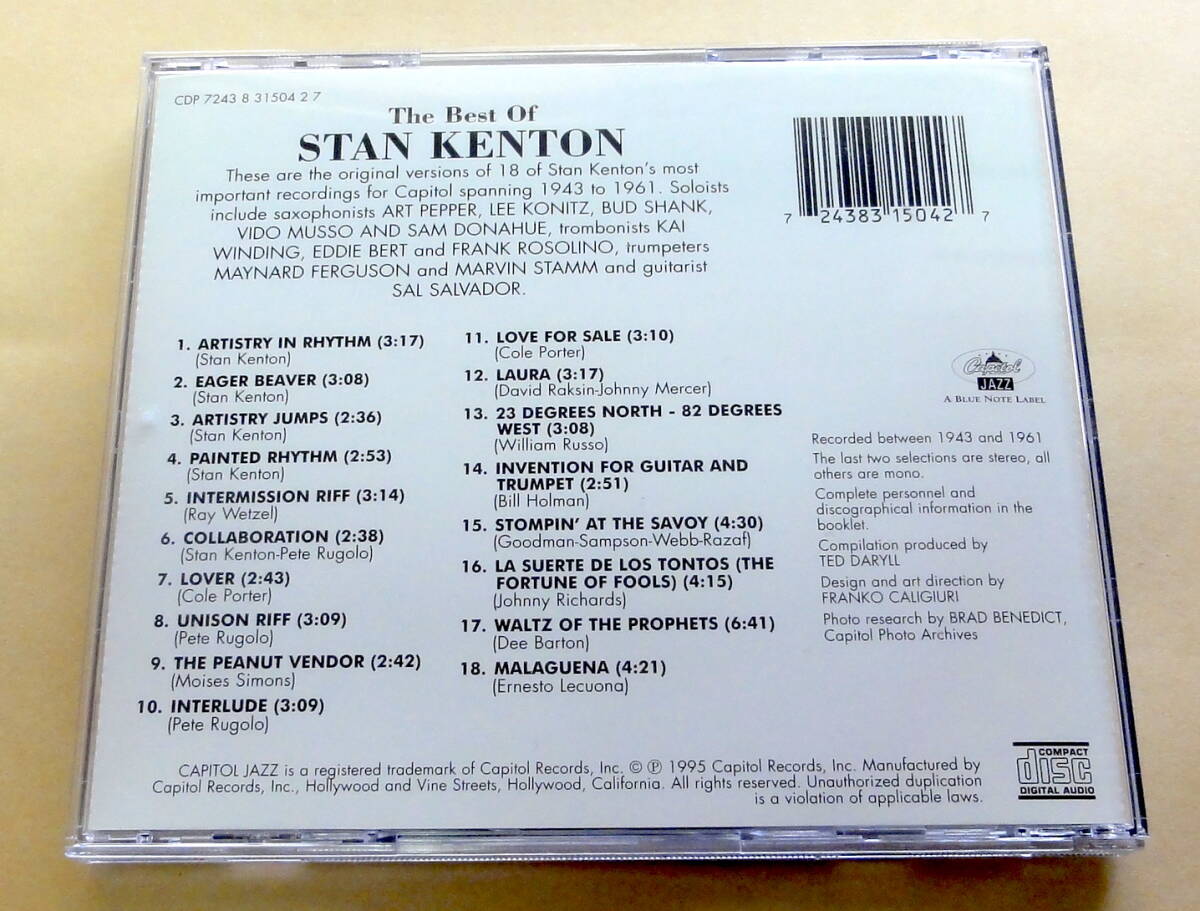 CDP 7243 8 31504 2 7
The Best Of
STAN KENTON
These are the original versions of 18 of Stan Kenton's most
important recordings for Capitol spanning 1943 to 1961. Soloists
include saxophonists ART PEPPER, LEE KONITZ, BUD SHANK,
VIDO MUSSO AND SAM DONAHUE, trombonists KAI
WINDING, EDDIE BERT and FRANK ROSOLINO, trumpeters
MAYNARD FERGUSON and MARVIN STAMM and guitarist
SAL SALVADOR.
7 24383 15042 7
1. ARTISTRY IN RHYTHM (3:17)
(Stan Kenton)
2. EAGER BEAVER (3:08)
(Stan Kenton)
3. ARTISTRY JUMPS (2:36)
(Stan Kenton)
4. PAINTED RHYTHM (2:53)
(Stan Kenton)
5. INTERMISSION RIFF (3:14)
(Ray Wetzel)
6. COLLABORATION (2:38)
(Stan Kenton-Pete Rugolo)
7. LOVER (2:43)
(Cole Porter)
8. UNISON RIFF (3:09)
(Pete Rugolo)
9. THE PEANUT VENDOR (2:42)
(Moises Simons)
10. INTERLUDE (3:09)
(Pete Rugolo)
11. LOVE FOR SALE (3:10)
(Cole Porter)
12. LAURA (3:17)
(David Raksin-Johnny Mercer)
13. 23 DEGREES NORTH - 82 DEGREES
WEST (3:08)
(William Russo)
14. INVENTION FOR GUITAR AND
TRUMPET (2:51)
(Bill Holman)
15. STOMPIN' AT THE SAVOY (4:30)
(Goodman-Sampson-Webb-Razaf)
16. LA SUERTE DE LOS TONTOS (THE
FORTUNE OF FOOLS) (4:15)
(Johnny Richards)
17. WALTZ OF THE PROPHETS (6:41)
(Dee Barton)
18. MALAGUENA (4:21)
(Ernesto Lecuona)
Capitol
JAZZ
A BLUE NOTE LABEL
Recorded between 1943 and 1961
The last two selections are stereo, all
others are mono.
Complete personnel and
discographical information in the
booklet.
Compilation produced by
TED DARYLL
Design and art direction by
FRANKO CALIGIURI
Photo research by BRAD BENEDICT,
Capitol Photo Archives
CAPITOL JAZZ is a registered trademark of Capitol Records, Inc. © ℗ 1995 Capitol Records, Inc. Manufactured by
Capitol Records, Inc., Hollywood and Vine Streets, Hollywood, California. All rights reserved. Unauthorized duplication
is a violation of applicable laws.
COMPACT
disc
DIGITAL AUDIO